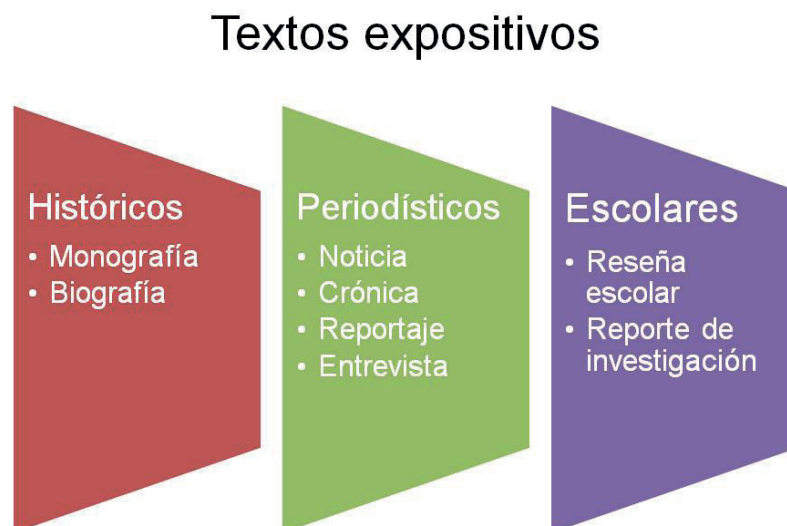 Textos expositivos
Históricos
• Monografía
• Biografía
Periodísticos
• Noticia
• Crónica
• Reportaje
• Entrevista
Escolares
• Reseña
escolar
• Reporte de
investigación